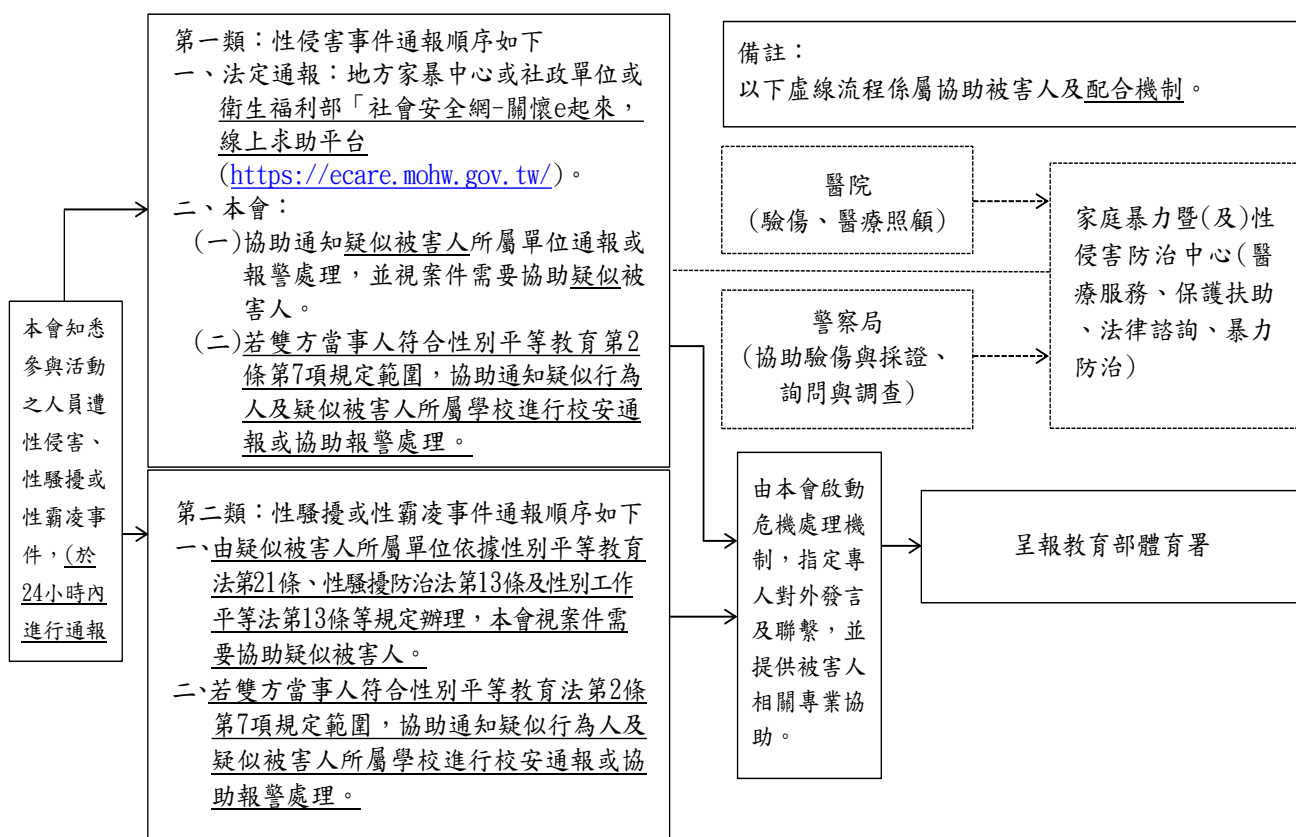 本會知悉
參與活動
之人員遭
性侵害、
性騷擾或
性霸凌事
件，(於
24小時內
進行通報
第一類：性侵害事件通報順序如下
一、法定通報：地方家暴中心或社政單位或
衛生福利部「社會安全網-關懷e起來，
線上求助平台
(https://ecare.mohw.gov.tw/)。
二、本會：
(一)協助通知疑似被害人所屬單位通報或
報警處理，並視案件需要協助疑似被
害人。
(二)若雙方當事人符合性別平等教育第2
條第7項規定範圍，協助通知疑似行為
人及疑似被害人所屬學校進行校安通
報或協助報警處理。
第二類：性騷擾或性霸凌事件通報順序如下
一、由疑似被害人所屬單位依據性別平等教育
法第21條、性騷擾防治法第13條及性別工作
平等法第13條等規定辦理，本會視案件需
要協助疑似被害人。
二、若雙方當事人符合性別平等教育法第2條
第7項規定範圍，協助通知疑似行為人及
疑似被害人所屬學校進行校安通報或協
助報警處理。
備註：
以下虛線流程係屬協助被害人及配合機制。
醫院
(驗傷、醫療照顧)
警察局
(協助驗傷與採證、
詢問與調查)
家庭暴力暨(及)性
侵害防治中心(醫
療服務、保護扶助
、法律諮詢、暴力
防治)
由本會啟動
危機處理機
制，指定專
人對外發言
及聯繫，並
提供被害人
相關專業協
助。
呈報教育部體育署